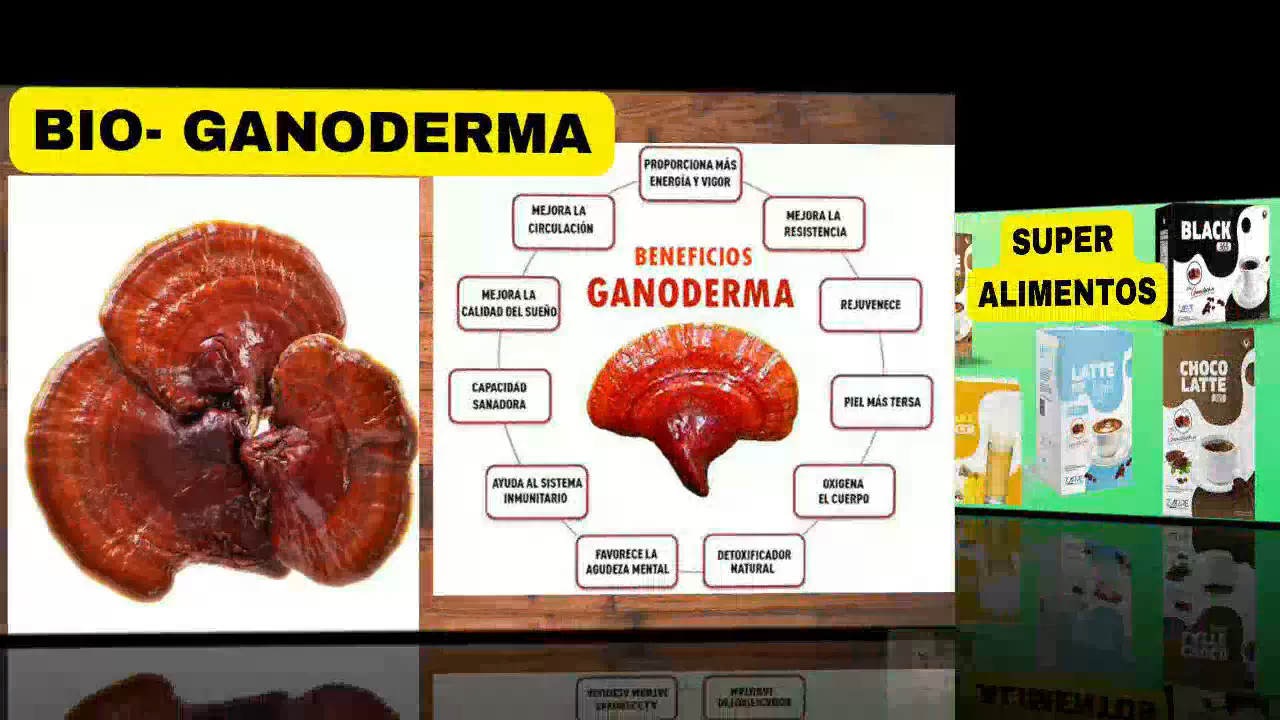 BIO- GANODERMA
PROPORCIONA MÁS
ENERGÍA Y VIGOR
MEJORA LA
CIRCULACIÓN
MEJORA LA
RESISTENCIA
BENEFICIOS
GANODERMA
MEJORA LA
CALIDAD DEL SUEÑO
REJUVENECE
CAPACIDAD
SANADORA
PIEL MÁS TERSA
AYUDA AL SISTEMA
INMUNITARIO
OXIGENA
EL CUERPO
FAVORECE LA
AGUDEZA MENTAL
DETOXIFICADOR
NATURAL
SUPER
ALIMENTOS
BLACK
LATTE
CHOCO
LATTE